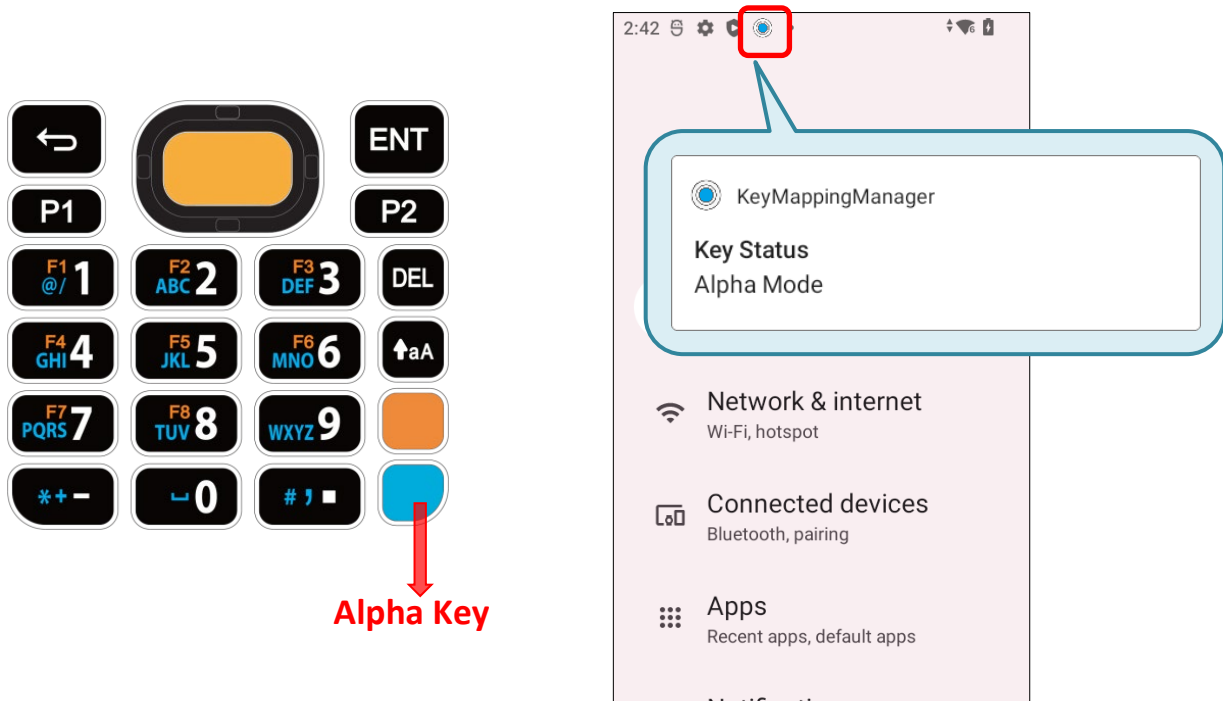 ENT
P1
P2
F1
@/ 1
F2
ABC 2
F3
DEF 3
DEL
F4
GHI 4
F5
JKL 5
F6
MNO 6
aA
F7
PQRS 7
F8
TUV 8
WXYZ 9
*+-
0
# , .
Alpha Key
2:42
6
KeyMappingManager
Key Status
Alpha Mode
Network & internet
Wi-Fi, hotspot
Connected devices
Bluetooth, pairing
Apps
Recent apps, default apps